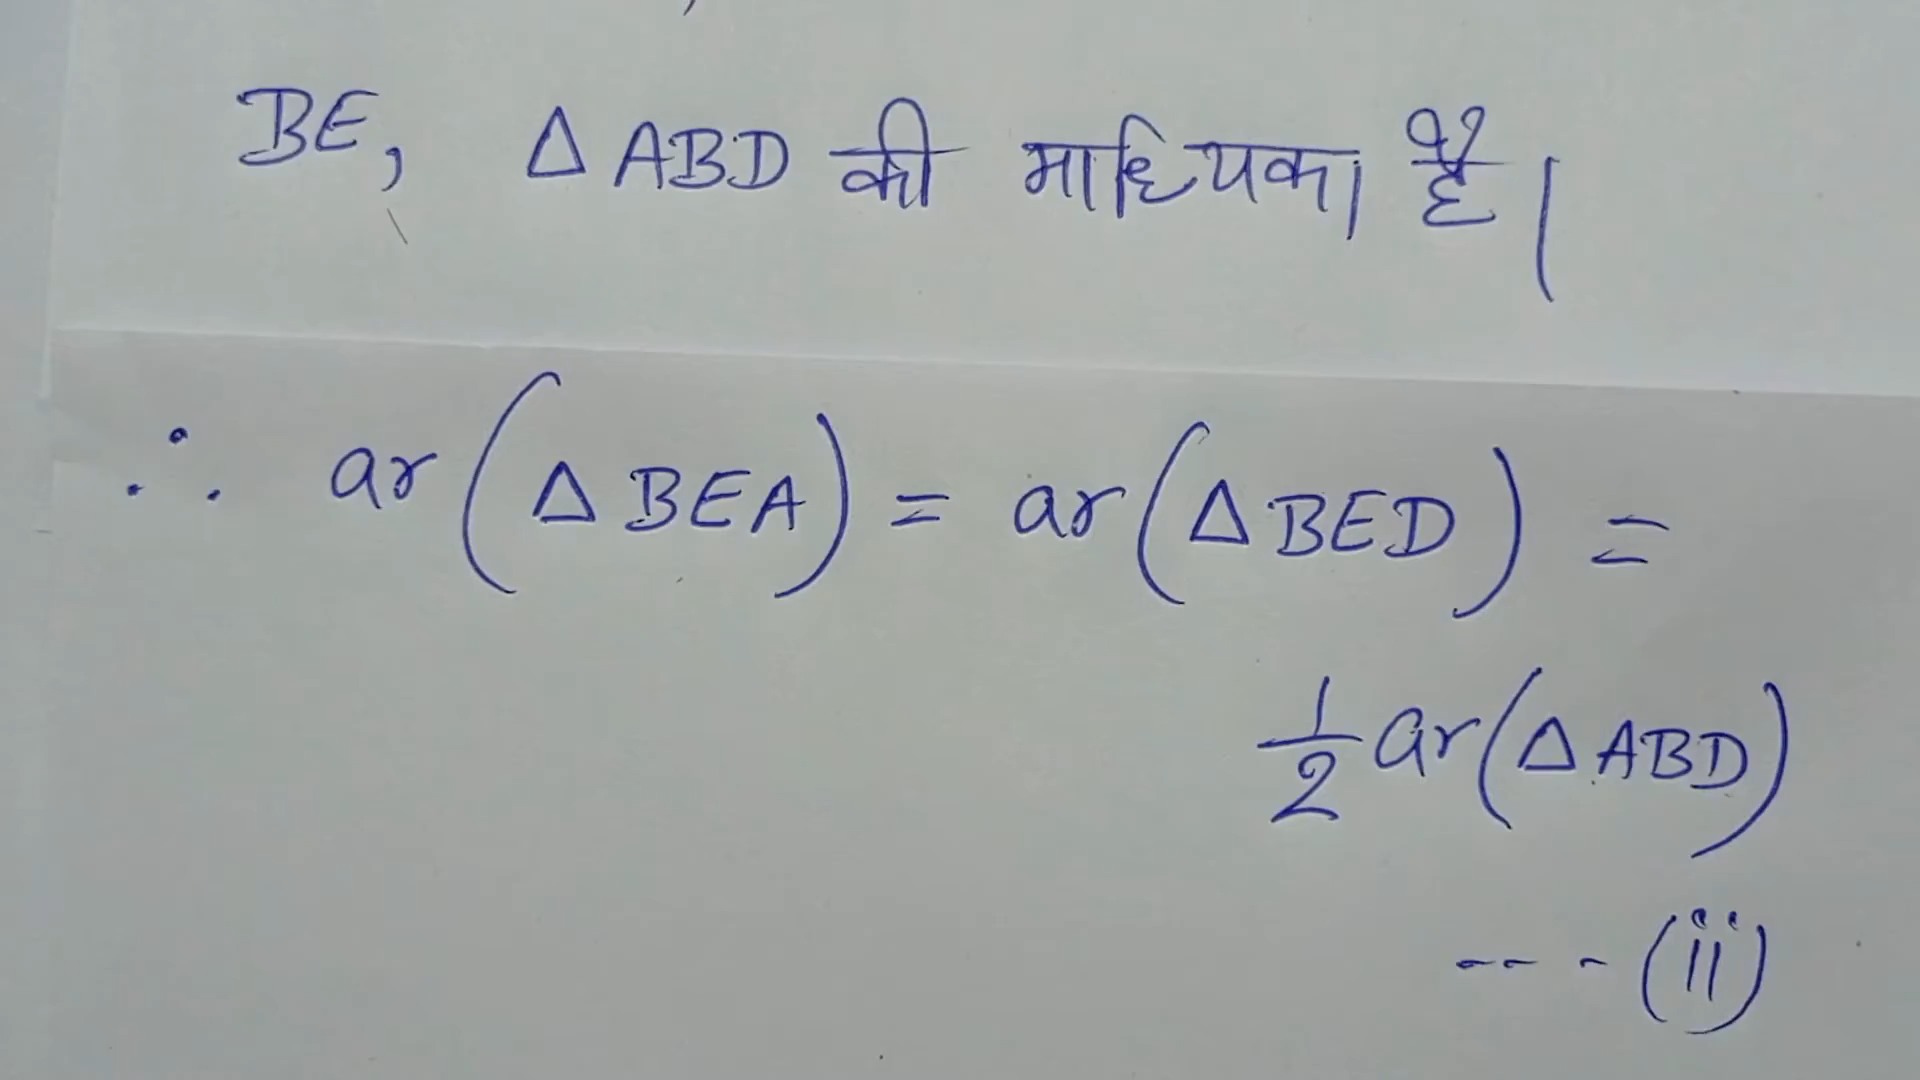 BE, Δ ABD की माध्यिका है।
∴ ar(Δ BEA) = ar(Δ BED) =
1/2 ar(Δ ABD)
--- (ii)